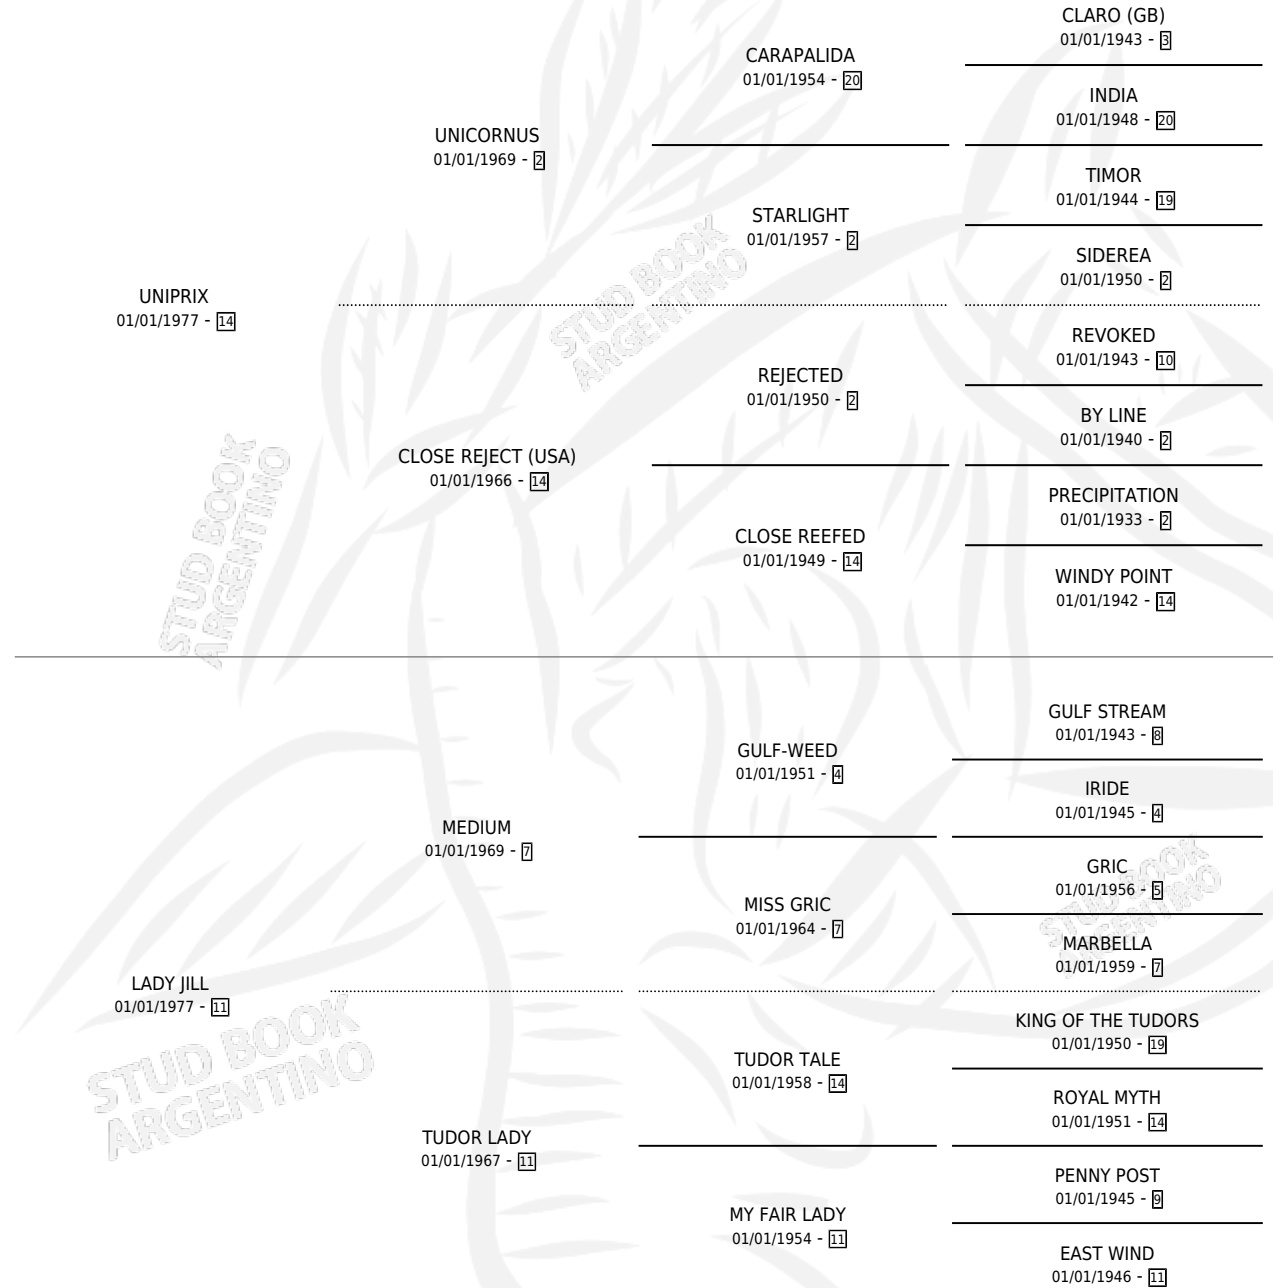 CLARO (GB)
01/01/1943 - 3
CARAPALIDA
01/01/1954 - 20
INDIA
01/01/1948 - 20
UNICORNUS
01/01/1969 - 2
TIMOR
01/01/1944 - 19
STARLIGHT
01/01/1957 - 2
SIDEREA
01/01/1950 - 2
UNIPRIX
01/01/1977 - 14
REVOKED
01/01/1943 - 10
REJECTED
01/01/1950 - 2
BY LINE
01/01/1940 - 2
CLOSE REJECT (USA)
01/01/1966 - 14
PRECIPITATION
01/01/1933 - 2
CLOSE REEFED
01/01/1949 - 14
WINDY POINT
01/01/1942 - 14
GULF STREAM
01/01/1943 - 8
GULF-WEED
01/01/1951 - 4
IRIDE
01/01/1945 - 4
MEDIUM
01/01/1969 - 7
GRIC
01/01/1956 - 5
MISS GRIC
01/01/1964 - 7
MARBELLA
01/01/1959 - 7
LADY JILL
01/01/1977 - 11
KING OF THE TUDORS
01/01/1950 - 19
TUDOR TALE
01/01/1958 - 14
ROYAL MYTH
01/01/1951 - 14
TUDOR LADY
01/01/1967 - 11
PENNY POST
01/01/1945 - 9
MY FAIR LADY
01/01/1954 - 11
EAST WIND
01/01/1946 - 11
STUD BOOK
ARGENTINO
STUD BOOK
ARGENTINO
STUD BOOK
ARGENTINO
STUD BOOK
ARGENTINO